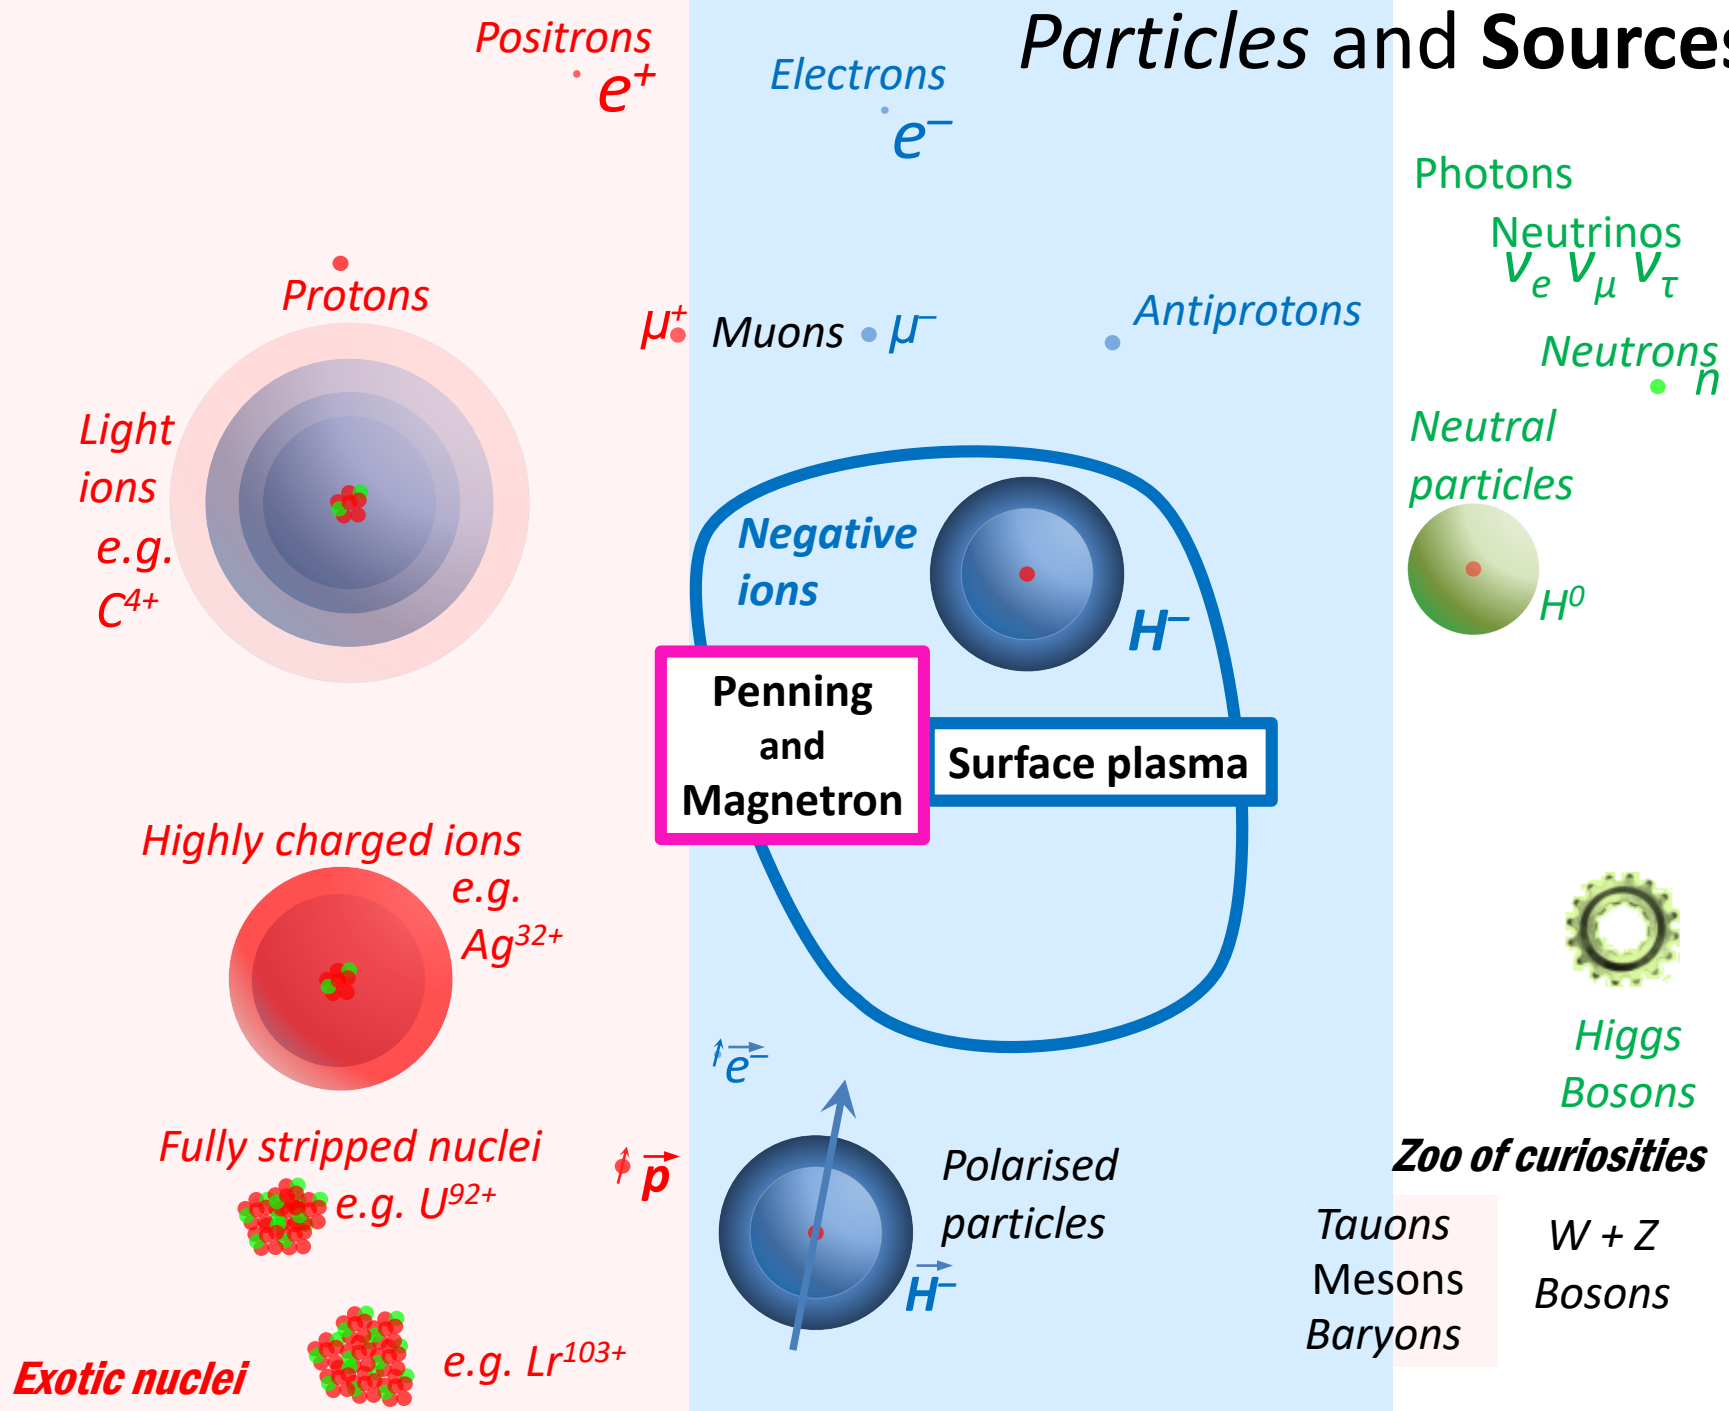 Particles and Sources
Positrons
e⁺
Electrons
e⁻
Photons
Neutrinos
νₑ ν_μ ν_τ
Protons
μ⁺ Muons μ⁻
Antiprotons
Neutrons
n
Light
ions
e.g.
C⁴⁺
Negative
ions
H⁻
Neutral
particles
H⁰
Penning
and
Magnetron
Surface plasma
Highly charged ions
e.g.
Ag³²⁺
Higgs
Bosons
e⁻
Fully stripped nuclei
e.g. U⁹²⁺
p
Polarised
particles
H⁻
Zoo of curiosities
Tauons
Mesons
Baryons
W + Z
Bosons
Exotic nuclei
e.g. Lr¹⁰³⁺